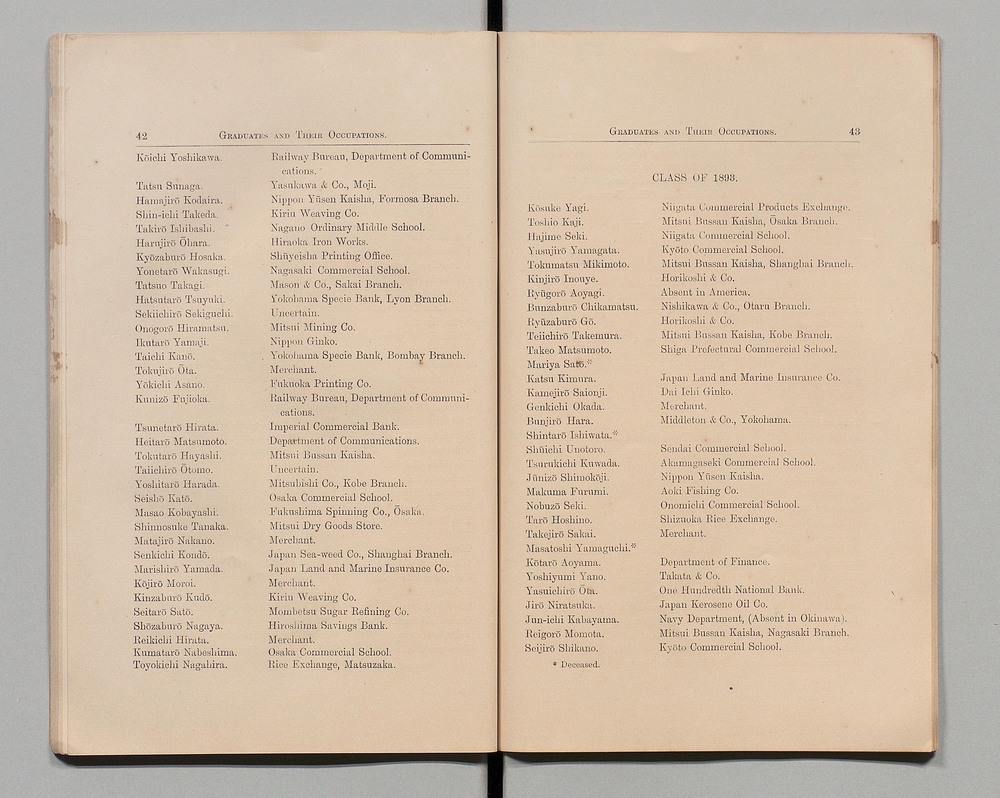 42 GRADUATES AND THEIR OCCUPATIONS.
Kōichi Yoshikawa. Railway Bureau, Department of Communi-
cations.
Tatsu Sunaga. Yasukawa & Co., Moji.
Hamajirō Kodaira. Nippon Yūsen Kaisha, Formosa Branch.
Shin-ichi Takeda. Kiriu Weaving Co.
Takirō Ishibashi. Nagano Ordinary Middle School.
Harujirō Ōhara. Hiraoka Iron Works.
Kyōzaburō Hosaka. Shūyeisha Printing Office.
Yonetarō Wakasugi. Nagasaki Commercial School.
Tatsuo Takagi. Mason & Co., Sakai Branch.
Hatsutarō Tsuyuki. Yokohama Specie Bank, Lyon Branch.
Sekiichirō Sekiguchi. Uncertain.
Onogorō Hiramatsu. Mitsui Mining Co.
Ikutarō Yamaji. Nippon Ginko.
Taichi Kanō. Yokohama Specie Bank, Bombay Branch.
Tokujirō Ōta. Merchant.
Yōkichi Asano. Fukuoka Printing Co.
Kunizō Fujioka. Railway Bureau, Department of Communi-
cations.
Tsunetarō Hirata. Imperial Commercial Bank.
Heitarō Matsumoto. Department of Communications.
Tokutarō Hayashi. Mitsui Bussan Kaisha.
Taiichirō Ōtomo. Uncertain.
Yoshitarō Harada. Mitsubishi Co., Kobe Branch.
Seishō Katō. Osaka Commercial School.
Masao Kobayashi. Fukushima Spinning Co., Ōsaka.
Shinnosuke Tanaka. Mitsui Dry Goods Store.
Matajirō Nakano. Merchant.
Senkichi Kondō. Japan Sea-weed Co., Shanghai Branch.
Marishirō Yamada. Japan Land and Marine Insurance Co.
Kōjirō Moroi. Merchant.
Kinzaburō Kudō. Kiriu Weaving Co.
Seitarō Satō. Mombetsu Sugar Refining Co.
Shōzaburō Nagaya. Hiroshima Savings Bank.
Reikichi Hirata. Merchant.
Kumatarō Nabeshima. Osaka Commercial School.
Toyokichi Nagahira. Rice Exchange, Matsuzaka.
GRADUATES AND THEIR OCCUPATIONS. 43
CLASS OF 1893.
Kōsuke Yagi. Niigata Commercial Products Exchange.
Toshio Kaji. Mitsui Bussan Kaisha, Ōsaka Branch.
Hajime Seki. Niigata Commercial School.
Yasujirō Yamagata. Kyōto Commercial School.
Tokumatsu Mikimoto. Mitsui Bussan Kaisha, Shanghai Branch.
Kinjirō Inouye. Horikoshi & Co.
Ryūgorō Aoyagi. Absent in America.
Bunzaburō Chikamatsu. Nishikawa & Co., Otaru Branch.
Ryūzaburō Gō. Horikoshi & Co.
Teiichirō Takemura. Mitsui Bussan Kaisha, Kobe Branch.
Takeo Matsumoto. Shiga Prefectural Commercial School.
Mariya Satō.*
Katsu Kimura. Japan Land and Marine Insurance Co.
Kamejirō Saionji. Dai Ichi Ginko.
Genkichi Okada. Merchant.
Bunjirō Hara. Middleton & Co., Yokohama.
Shintarō Ishiwata.*
Shūichi Unotoro. Sendai Commercial School.
Tsurukichi Kuwada. Akamagaseki Commercial School.
Jūnizō Shimokōji. Nippon Yūsen Kaisha.
Makuma Furumi. Aoki Fishing Co.
Nobuzō Seki. Onomichi Commercial School.
Tarō Hoshino. Shizuoka Rice Exchange.
Takejirō Sakai. Merchant.
Masatoshi Yamaguchi.*
Kōtarō Aoyama. Department of Finance.
Yoshiyumi Yano. Takata & Co.
Yasuichirō Ōta. One Hundredth National Bank.
Jirō Niratsuka. Japan Kerosene Oil Co.
Jun-ichi Kabayama. Navy Department, (Absent in Okinawa).
Reigorō Momota. Mitsui Bussan Kaisha, Nagasaki Branch.
Seijirō Shikano. Kyōto Commercial School.
* Deceased.